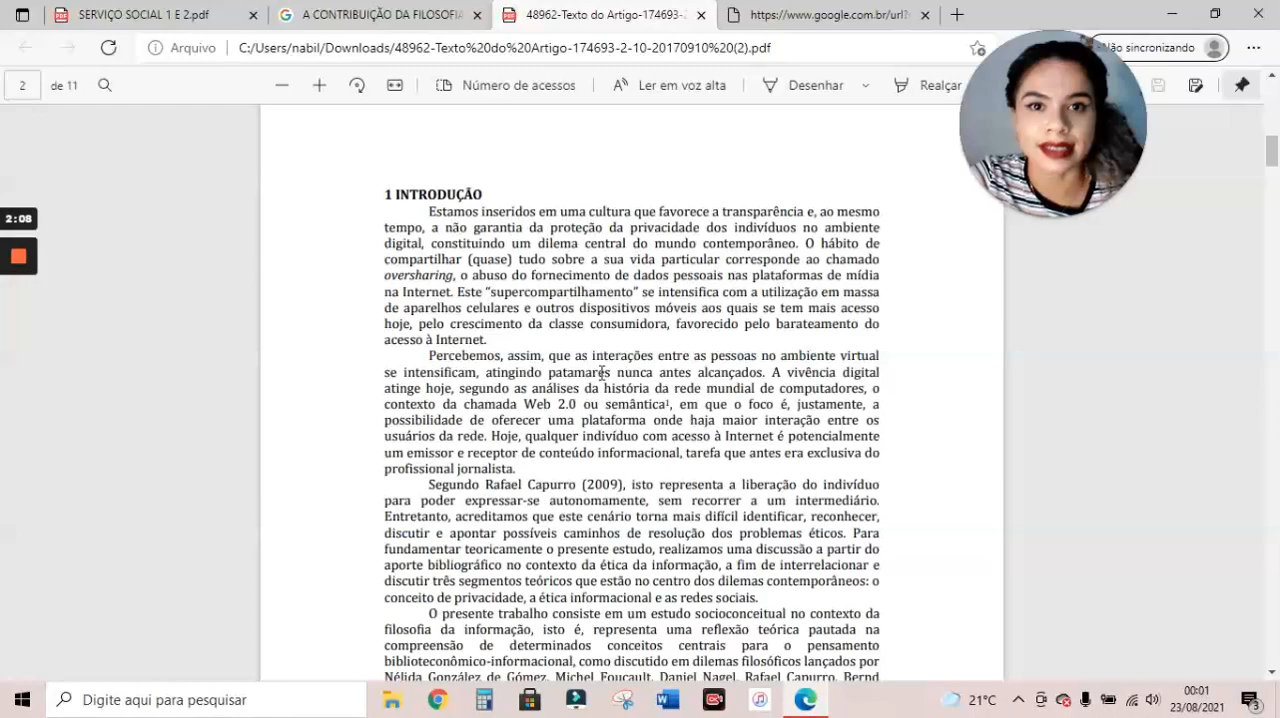 SERVIÇO SOCIAL 1 E 2.pdf
A CONTRIBUIÇÃO DA FILOSOFIA
48962-Texto do Artigo-174693-2
https://www.google.com/url?
Arquivo
C:/Users/nabil/Downloads/48962-Texto%20do%20Artigo-174693-2-10-20170910%20(2).pdf
Não sincronizando
2 de 11
Número de acessos
Ler em voz alta
Desenhar
Realçar
2:08
1 INTRODUÇÃO
Estamos inseridos em uma cultura que favorece a transparência e, ao mesmo
tempo, a não garantia da proteção da privacidade dos indivíduos no ambiente
digital, constituindo um dilema central do mundo contemporâneo. O hábito de
compartilhar (quase) tudo sobre a sua vida particular corresponde ao chamado
oversharing, o abuso do fornecimento de dados pessoais nas plataformas de mídia
na Internet. Este “supercompartilhamento” se intensifica com a utilização em massa
de aparelhos celulares e outros dispositivos móveis aos quais se tem mais acesso
hoje, pelo crescimento da classe consumidora, favorecido pelo barateamento do
acesso à Internet.
Percebemos, assim, que as interações entre as pessoas no ambiente virtual
se intensificam, atingindo patamares nunca antes alcançados. A vivência digital
atinge hoje, segundo as análises da história da rede mundial de computadores, o
contexto da chamada Web 2.0 ou semântica¹, em que o foco é, justamente, a
possibilidade de oferecer uma plataforma onde haja maior interação entre os
usuários da rede. Hoje, qualquer indivíduo com acesso à Internet é potencialmente
um emissor e receptor de conteúdo informacional, tarefa que antes era exclusiva do
profissional jornalista.
Segundo Rafael Capurro (2009), isto representa a liberação do indivíduo
para poder expressar-se autonomamente, sem recorrer a um intermediário.
Entretanto, acreditamos que este cenário torna mais difícil identificar, reconhecer,
discutir e apontar possíveis caminhos de resolução dos problemas éticos. Para
fundamentar teoricamente o presente estudo, realizamos uma discussão a partir do
aporte bibliográfico no contexto da ética da informação, a fim de interrelacionar e
discutir três segmentos teóricos que estão no centro dos dilemas contemporâneos: o
conceito de privacidade, a ética informacional e as redes sociais.
O presente trabalho consiste em um estudo socioconceitual no contexto da
filosofia da informação, isto é, representa uma reflexão teórica pautada na
compreensão de determinados conceitos centrais para o pensamento
biblioteconômico-informacional, como discutido em dilemas filosóficos lançados por
Nélida González de Gómez, Michel Foucault, Daniel Nagel, Rafael Capurro, Bernd
Digite aqui para pesquisar
21°C
00:01
23/08/2021
3